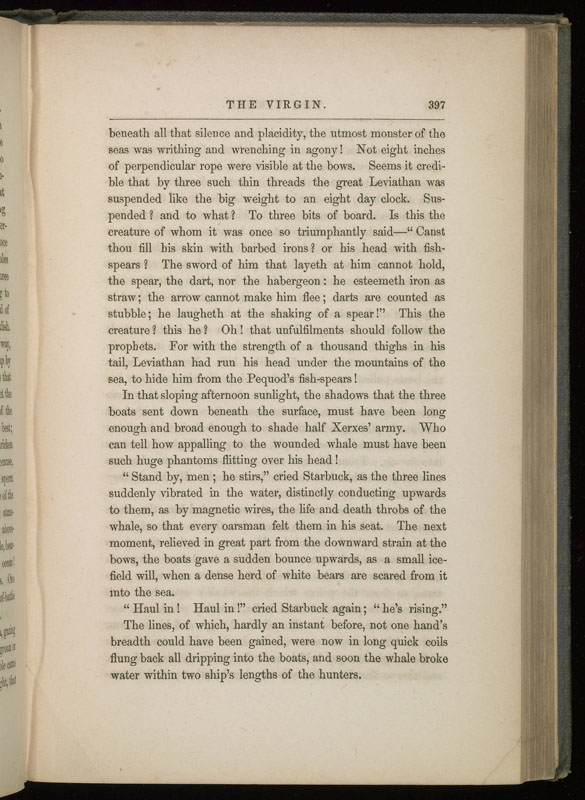 THE VIRGIN. 397
beneath all that silence and placidity, the utmost monster of the
seas was writhing and wrenching in agony! Not eight inches
of perpendicular rope were visible at the bows. Seems it credi-
ble that by three such thin threads the great Leviathan was
suspended like the big weight to an eight day clock. Sus-
pended? and to what? To three bits of board. Is this the
creature of whom it was once so triumphantly said—“Canst
thou fill his skin with barbed irons? or his head with fish-
spears? The sword of him that layeth at him cannot hold,
the spear, the dart, nor the habergeon: he esteemeth iron as
straw; the arrow cannot make him flee; darts are counted as
stubble; he laugheth at the shaking of a spear!” This the
creature? this he? Oh! that unfulfilments should follow the
prophets. For with the strength of a thousand thighs in his
tail, Leviathan had run his head under the mountains of the
sea, to hide him from the Pequod’s fish-spears!
In that sloping afternoon sunlight, the shadows that the three
boats sent down beneath the surface, must have been long
enough and broad enough to shade half Xerxes’ army. Who
can tell how appalling to the wounded whale must have been
such huge phantoms flitting over his head!
“Stand by, men; he stirs,” cried Starbuck, as the three lines
suddenly vibrated in the water, distinctly conducting upwards
to them, as by magnetic wires, the life and death throbs of the
whale, so that every oarsman felt them in his seat. The next
moment, relieved in great part from the downward strain at the
bows, the boats gave a sudden bounce upwards, as a small ice-
field will, when a dense herd of white bears are scared from it
into the sea.
“Haul in! Haul in!” cried Starbuck again; “he’s rising.”
The lines, of which, hardly an instant before, not one hand’s
breadth could have been gained, were now in long quick coils
flung back all dripping into the boats, and soon the whale broke
water within two ship’s lengths of the hunters.